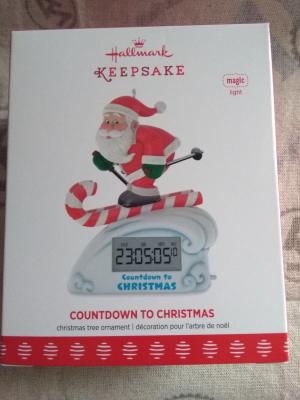 Hallmark
KEEPSAKE
magic
light
23:05:05
Countdown to
CHRISTMAS
COUNTDOWN TO CHRISTMAS
christmas tree ornament | décoration pour l'arbre de noël